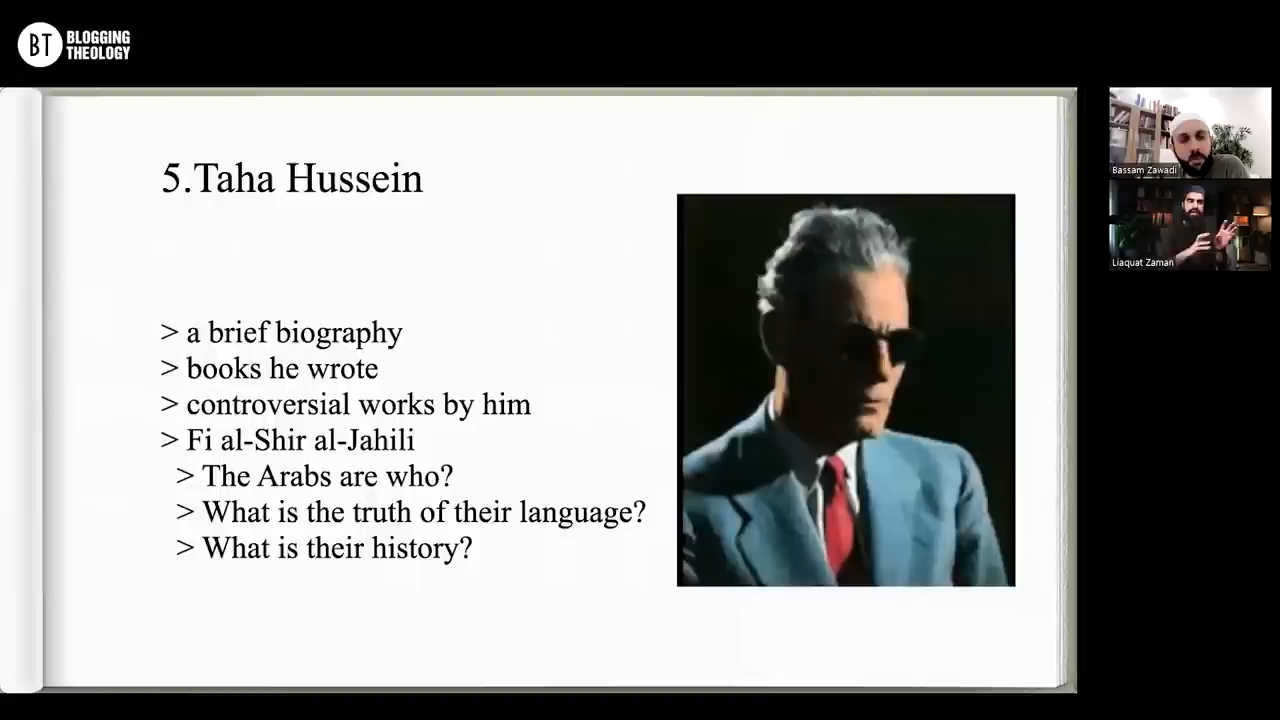 BT BLOGGING
THEOLOGY
5.Taha Hussein
> a brief biography
> books he wrote
> controversial works by him
> Fi al-Shir al-Jahili
> The Arabs are who?
> What is the truth of their language?
> What is their history?
Bassam Zawadi
Liaquat Zaman